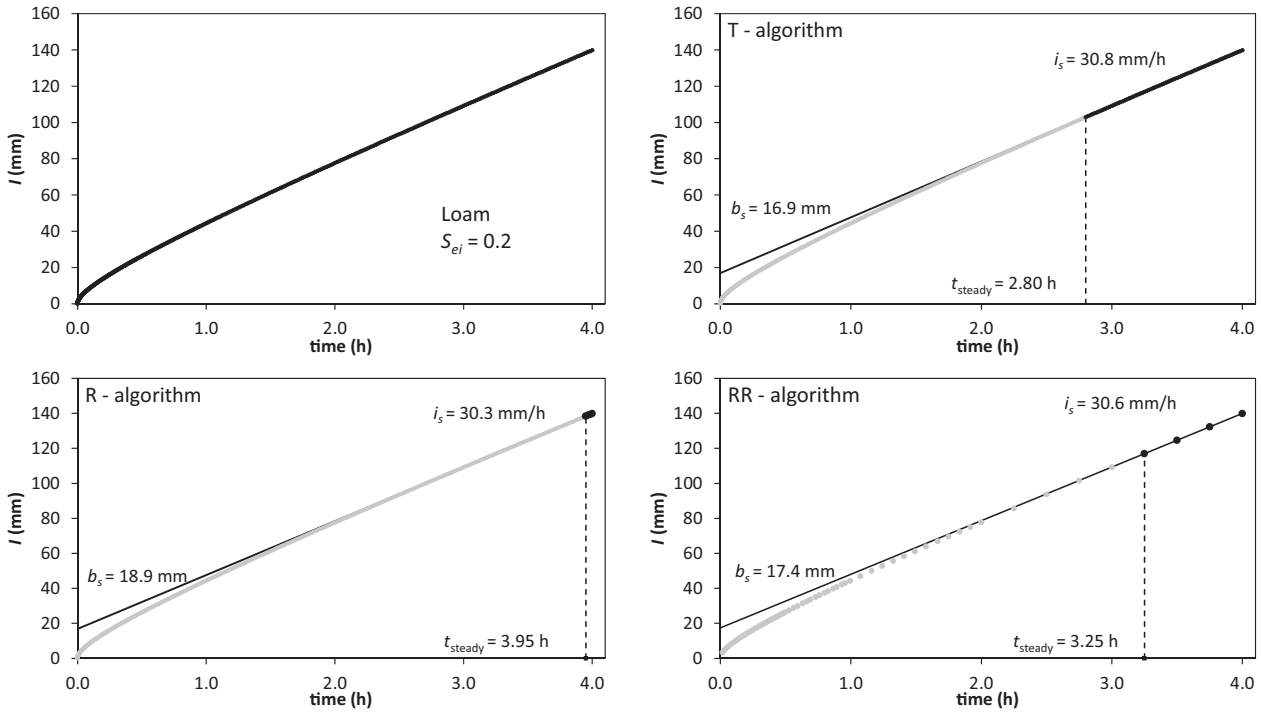 160
140
120
100
80
60
40
20
0
I (mm)
Loam
Sei = 0.2
0.0 1.0 2.0 3.0 4.0
time (h)
T - algorithm
160
140
120
100
80
60
40
20
0
I (mm)
is = 30.8 mm/h
bs = 16.9 mm
tsteady = 2.80 h
0.0 1.0 2.0 3.0 4.0
time (h)
R - algorithm
160
140
120
100
80
60
40
20
0
I (mm)
is = 30.3 mm/h
bs = 18.9 mm
tsteady = 3.95 h
0.0 1.0 2.0 3.0 4.0
time (h)
RR - algorithm
160
140
120
100
80
60
40
20
0
I (mm)
is = 30.6 mm/h
bs = 17.4 mm
tsteady = 3.25 h
0.0 1.0 2.0 3.0 4.0
time (h)